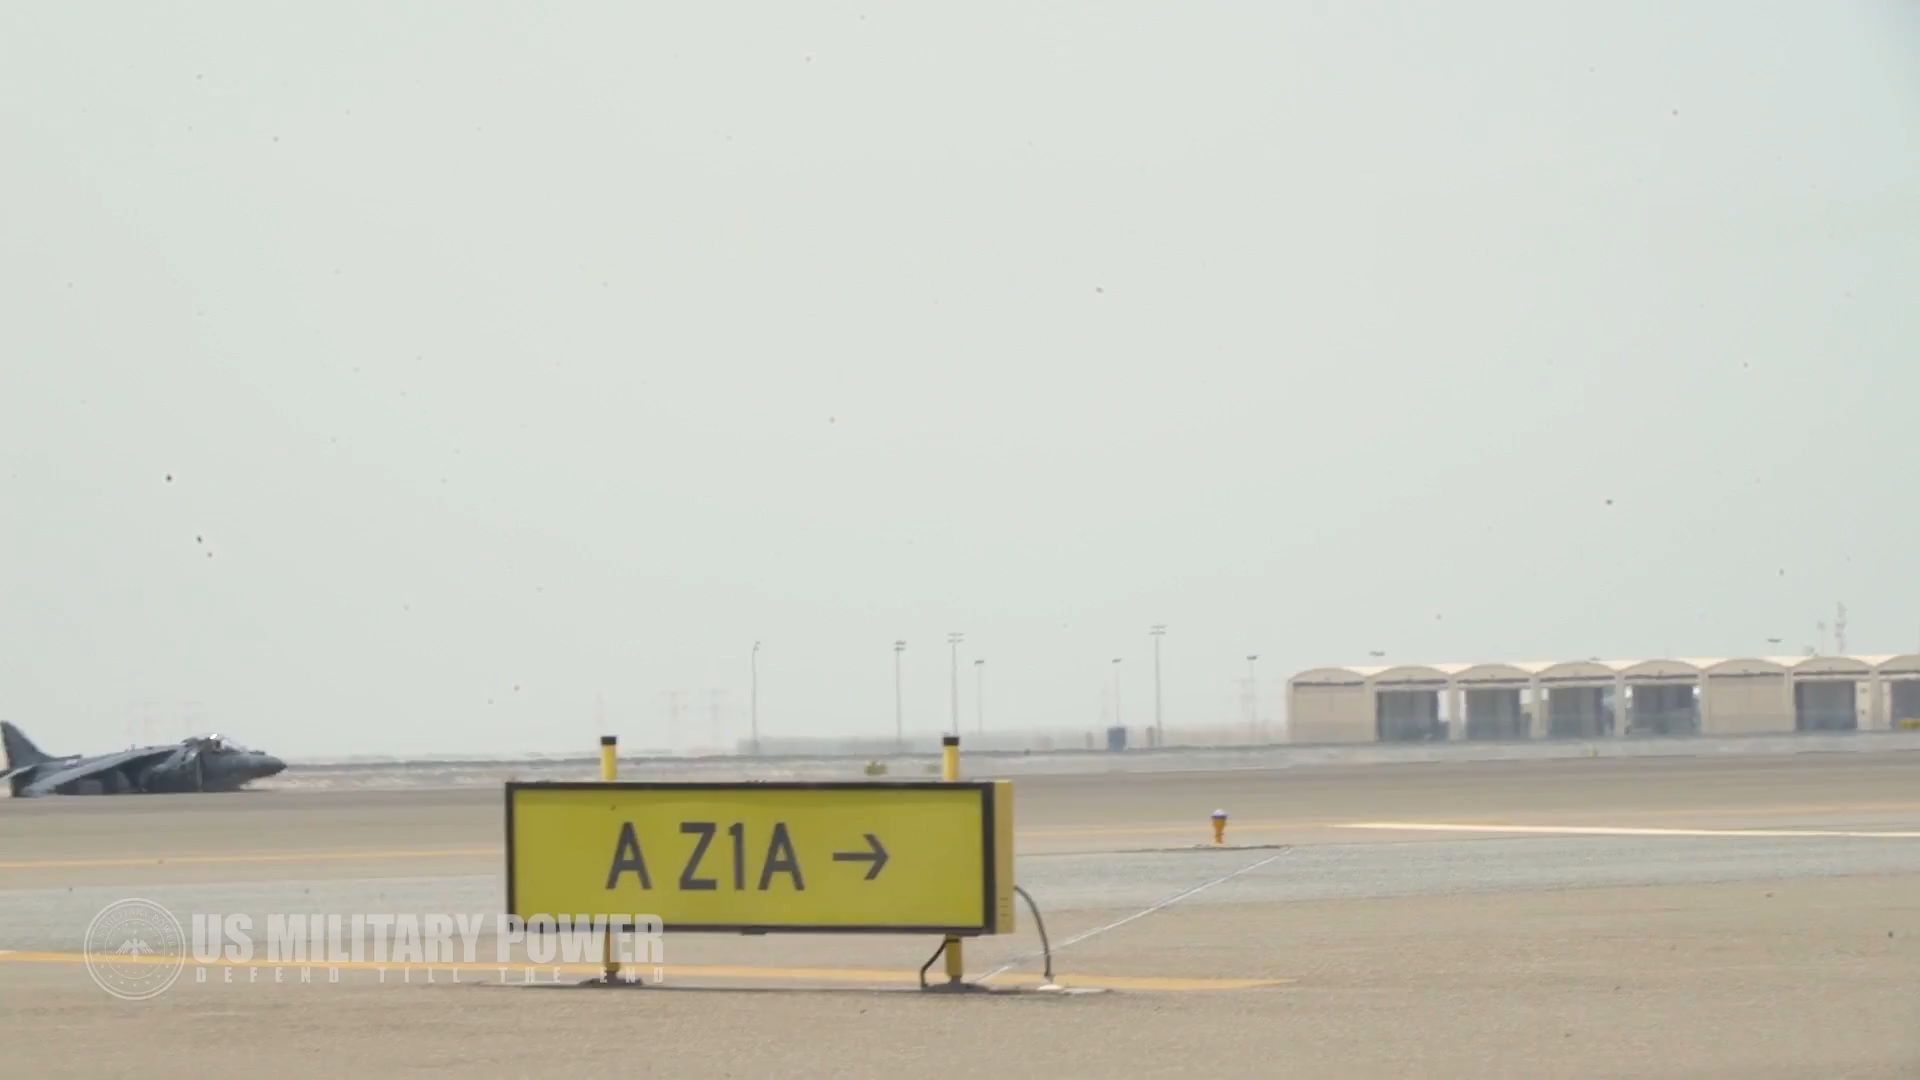 A Z1A →
US MILITARY POWER
DEFEND TILL THE END